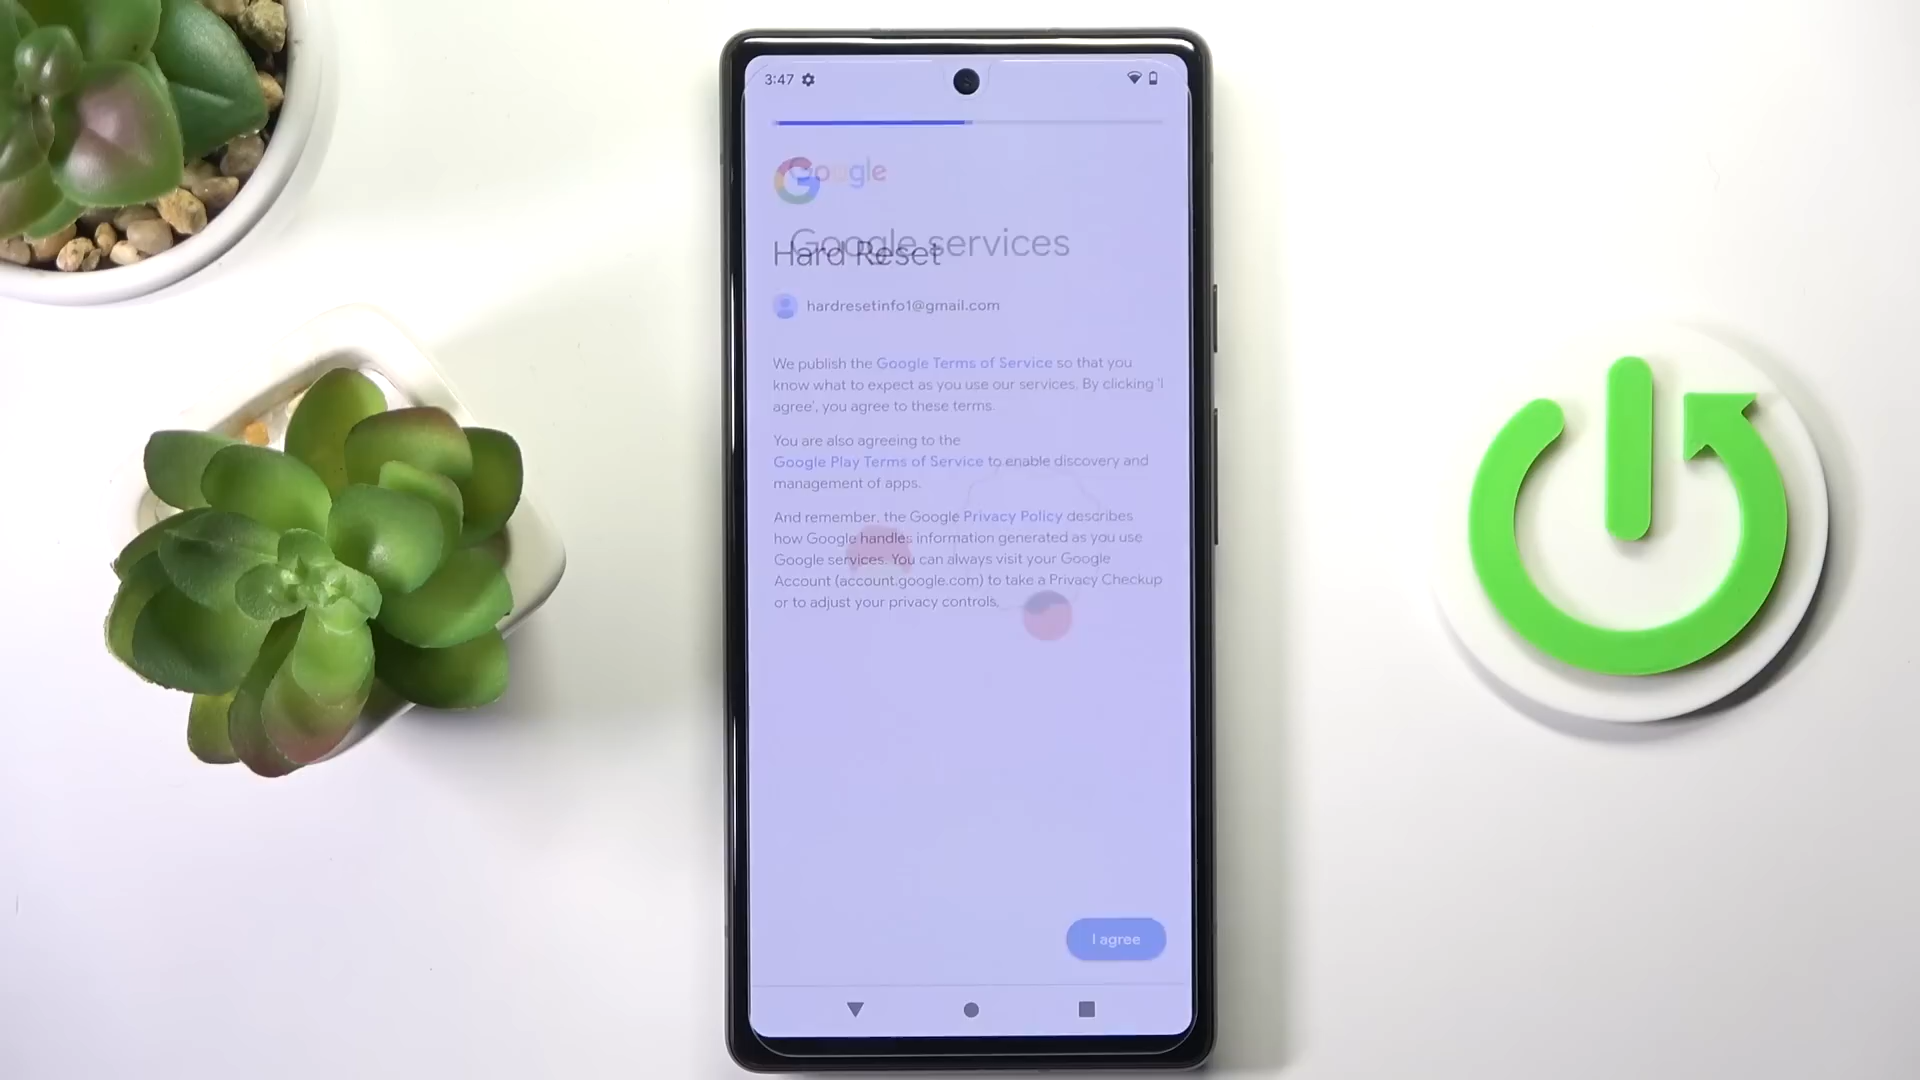 3:47
Google
Google services
Hard Reset
hardresetinfo1@gmail.com
We publish the Google Terms of Service so that you
know what to expect as you use our services. By clicking 'I
agree', you agree to these terms.
You are also agreeing to the
Google Play Terms of Service to enable discovery and
management of apps.
And remember, the Google Privacy Policy describes
how Google handles information generated as you use
Google services. You can always visit your Google
Account (account.google.com) to take a Privacy Checkup
or to adjust your privacy controls.
I agree